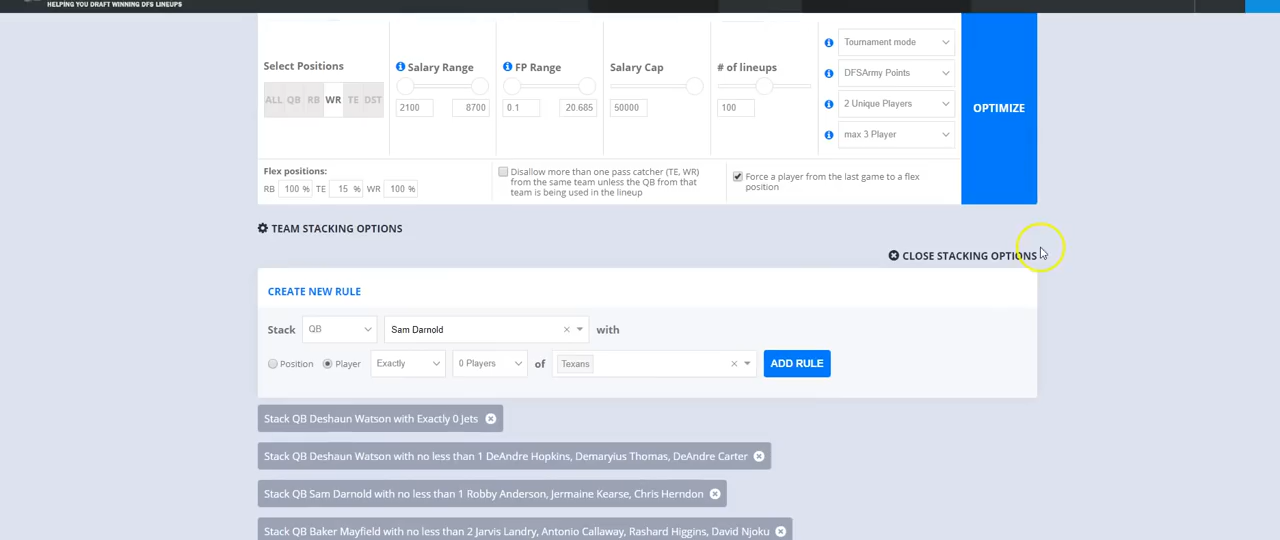 HELPING YOU DRAFT WINNING DFS LINEUPS
Select Positions
ALL QB RB WR TE DST
Salary Range
2100 8700
FP Range
0.1 20.685
Salary Cap
50000
# of lineups
100
Tournament mode
DFSArmy Points
2 Unique Players
max 3 Player
OPTIMIZE
Flex positions:
RB 100 % TE 15 % WR 100 %
Disallow more than one pass catcher (TE, WR)
from the same team unless the QB from that
team is being used in the lineup
Force a player from the last game to a flex
position
TEAM STACKING OPTIONS
CLOSE STACKING OPTIONS
CREATE NEW RULE
Stack QB Sam Darnold with
Position Player Exactly 0 Players of Texans ADD RULE
Stack QB Deshaun Watson with Exactly 0 Jets
Stack QB Deshaun Watson with no less than 1 DeAndre Hopkins, Demaryius Thomas, DeAndre Carter
Stack QB Sam Darnold with no less than 1 Robby Anderson, Jermaine Kearse, Chris Herndon
Stack QB Baker Mayfield with no less than 2 Jarvis Landry, Antonio Callaway, Rashard Higgins, David Njoku